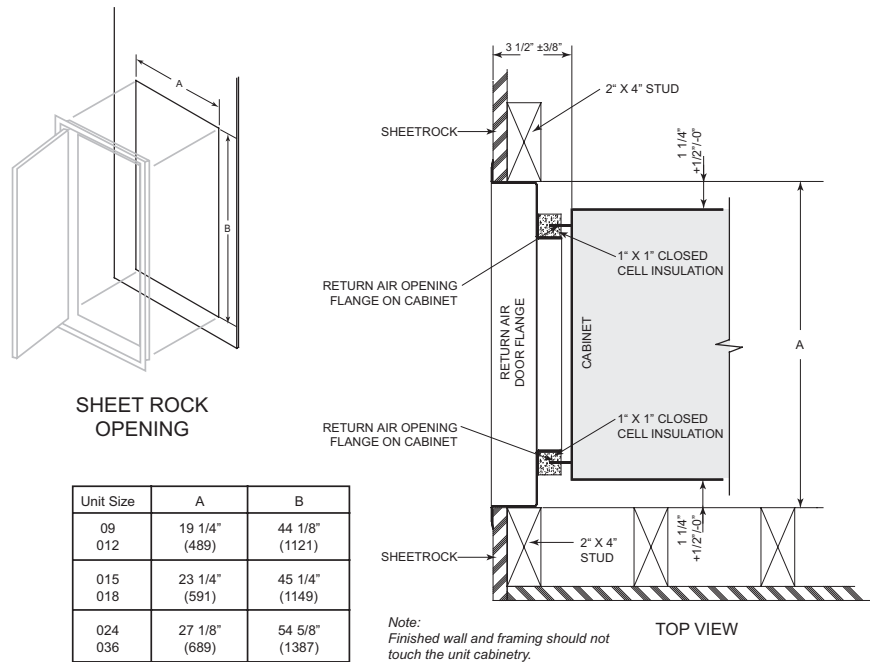 A
B
SHEET ROCK
OPENING
3 1/2” ±3/8”
2“ X 4” STUD
SHEETROCK
1 1/4”
+1/2”/-0”
1“ X 1” CLOSED
CELL INSULATION
RETURN AIR OPENING
FLANGE ON CABINET
RETURN AIR
DOOR FLANGE
CABINET
A
RETURN AIR OPENING
FLANGE ON CABINET
1“ X 1” CLOSED
CELL INSULATION
1 1/4”
+1/2”/-0”
SHEETROCK
2“ X 4”
STUD
Unit Size A B
09 19 1/4” 44 1/8”
012 (489) (1121)
015 23 1/4” 45 1/4”
018 (591) (1149)
024 27 1/8” 54 5/8”
036 (689) (1387)
Note:
Finished wall and framing should not
touch the unit cabinetry.
TOP VIEW